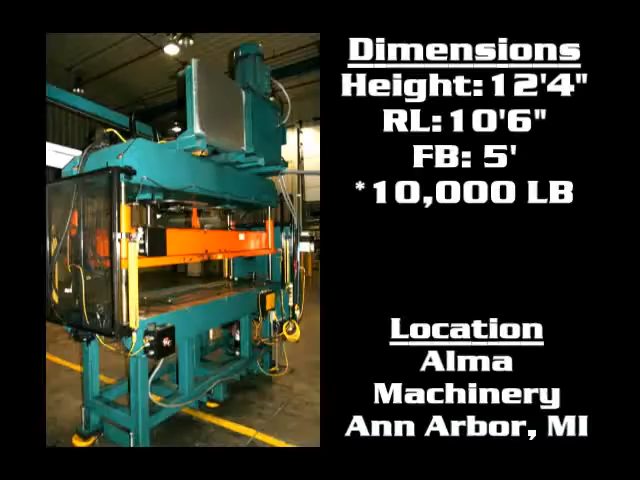 Dimensions
Height:12'4"
RL:10'6"
FB: 5'
*10,000 LB
Location
Alma
Machinery
Ann Arbor, MI